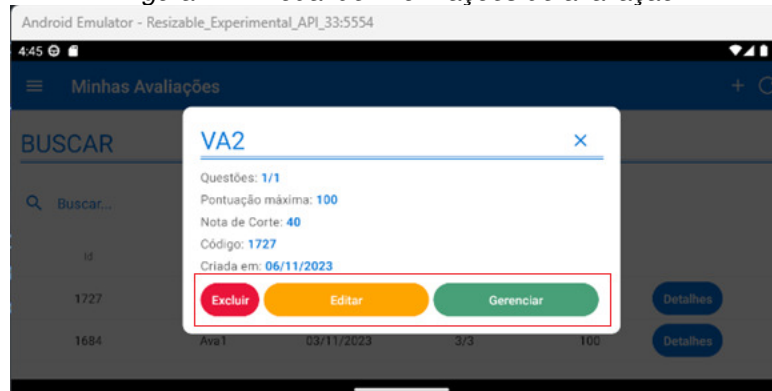 Android Emulator - Resizable_Experimental_API_33:5554
4:45
Minhas Avaliações
BUSCAR
VA2
Questões: 1/1
Buscar...
Pontuação máxima: 100
Nota de Corte: 40
Código: 1727
Id
Criada em: 06/11/2023
1727
Excluir
Editar
Gerenciar
Detalhes
1684
Ava1
03/11/2023
3/3
100
Detalhes